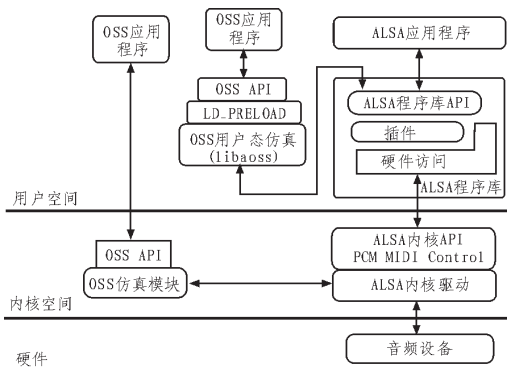 OSS应用
程序
OSS应用
程序
ALSA应用程序
OSS API
LD_PRELOAD
OSS用户态仿真
(libaoss)
ALSA程序库API
插件
硬件访问
ALSA程序库
用户空间
OSS API
OSS仿真模块
ALSA内核API
PCM MIDI Control
ALSA内核驱动
内核空间
音频设备
硬件